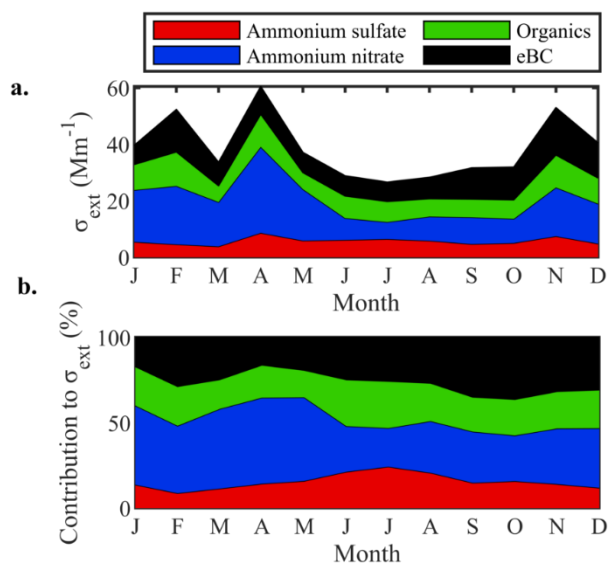 Ammonium sulfate Organics
Ammonium nitrate eBC
a.
60
40
20
0
σext (Mm-1)
J F M A M J J A S O N D
Month
b.
100
50
0
Contribution to σext (%)
J F M A M J J A S O N D
Month